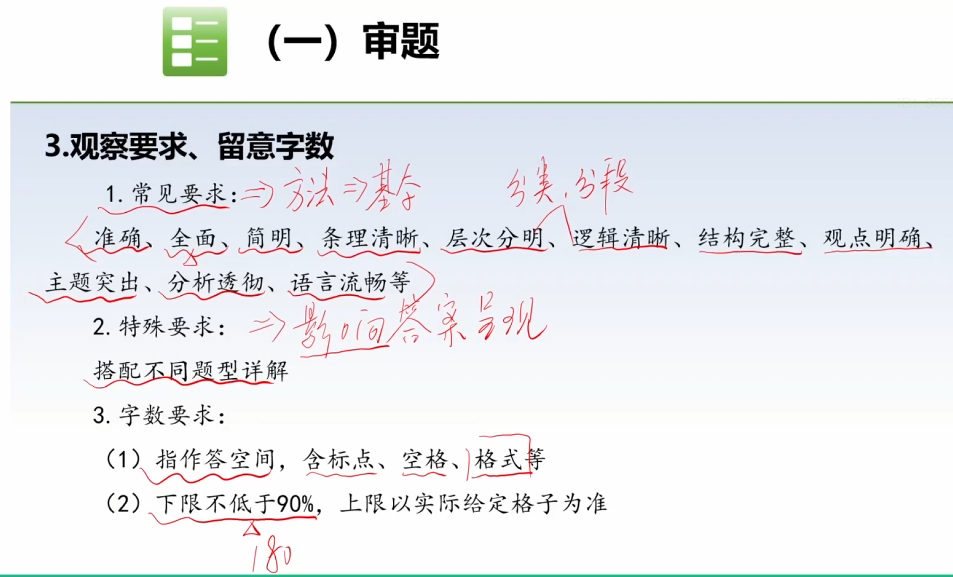 （一）审题
3.观察要求、留意字数
1.常见要求：⇒方法⇒基本 分类，分段
准确、全面、简明、条理清晰、层次分明、逻辑清晰、结构完整、观点明确、
主题突出、分析透彻、语言流畅等
2.特殊要求： ⇒影响答案呈现
搭配不同题型详解
3.字数要求：
（1）指作答空间，含标点、空格、格式等
（2）下限不低于90%，上限以实际给定格子为准
180